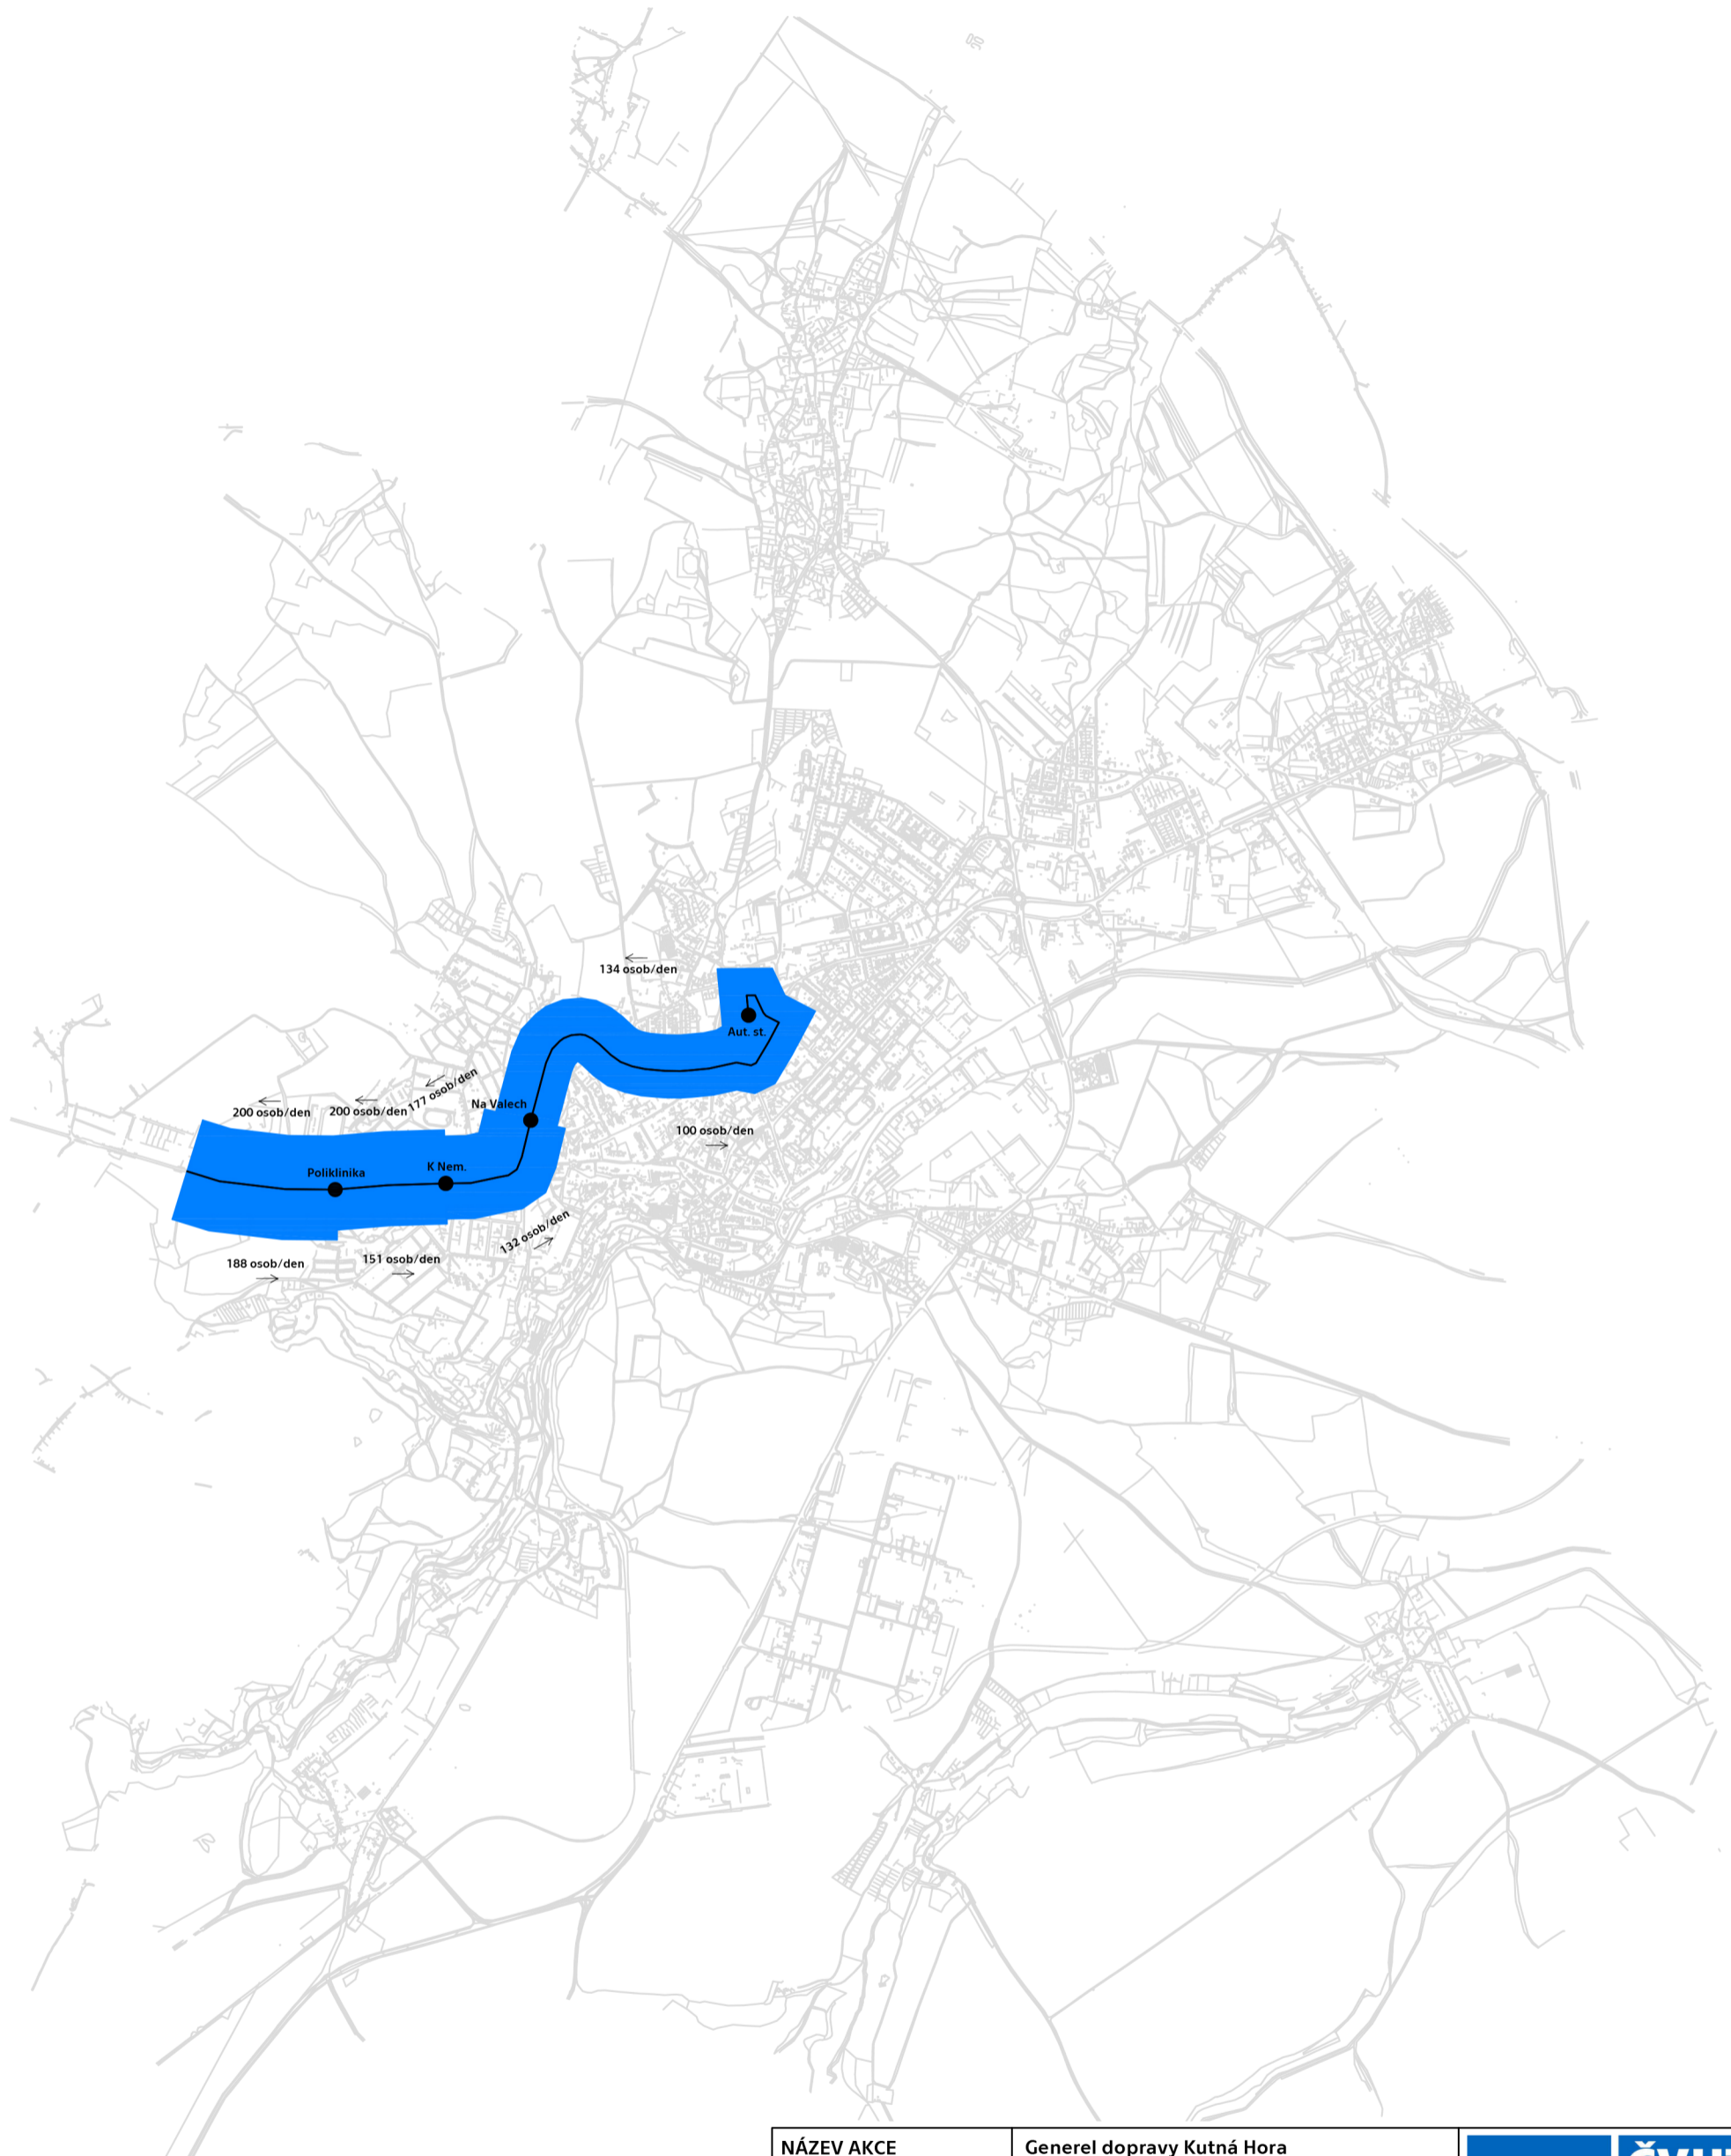 134 osob/den
Aut. st.
177 osob/den
200 osob/den
200 osob/den
Na Valech
100 osob/den
K Nem.
Poliklinika
132 osob/den
151 osob/den
188 osob/den
NÁZEV AKCE
Generel dopravy Kutná Hora